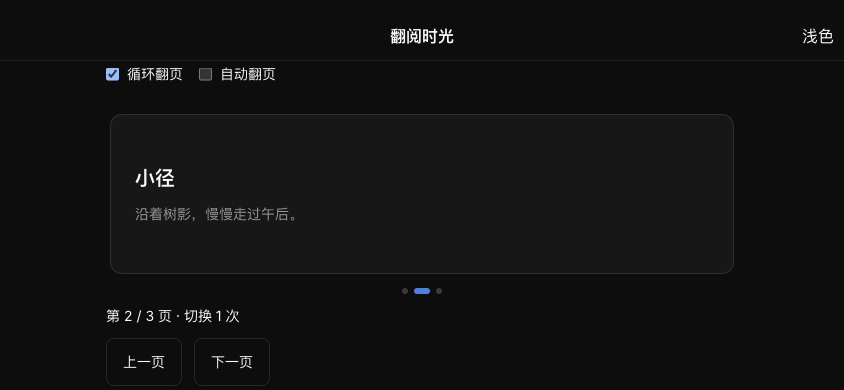 翻阅时光
浅色
循环翻页 自动翻页
小径
沿着树影，慢慢走过午后。
第 2 / 3 页 · 切换 1 次
上一页 下一页